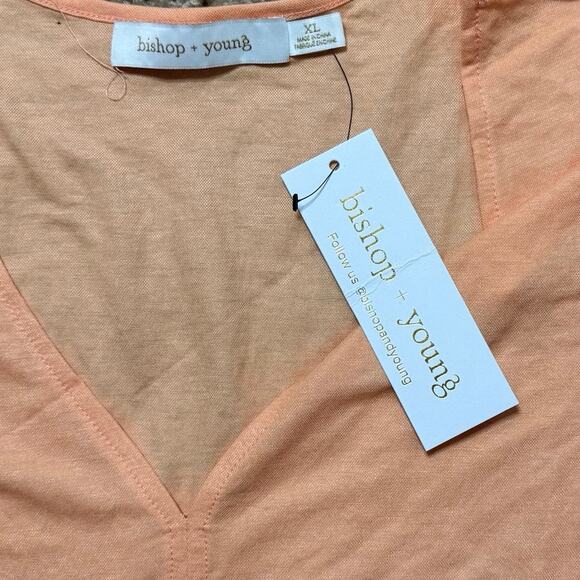 bishop + young
XL
MADE IN CHINA
FABRIQUÉ EN CHINE
bishop + young
Follow us @bishopandyoung